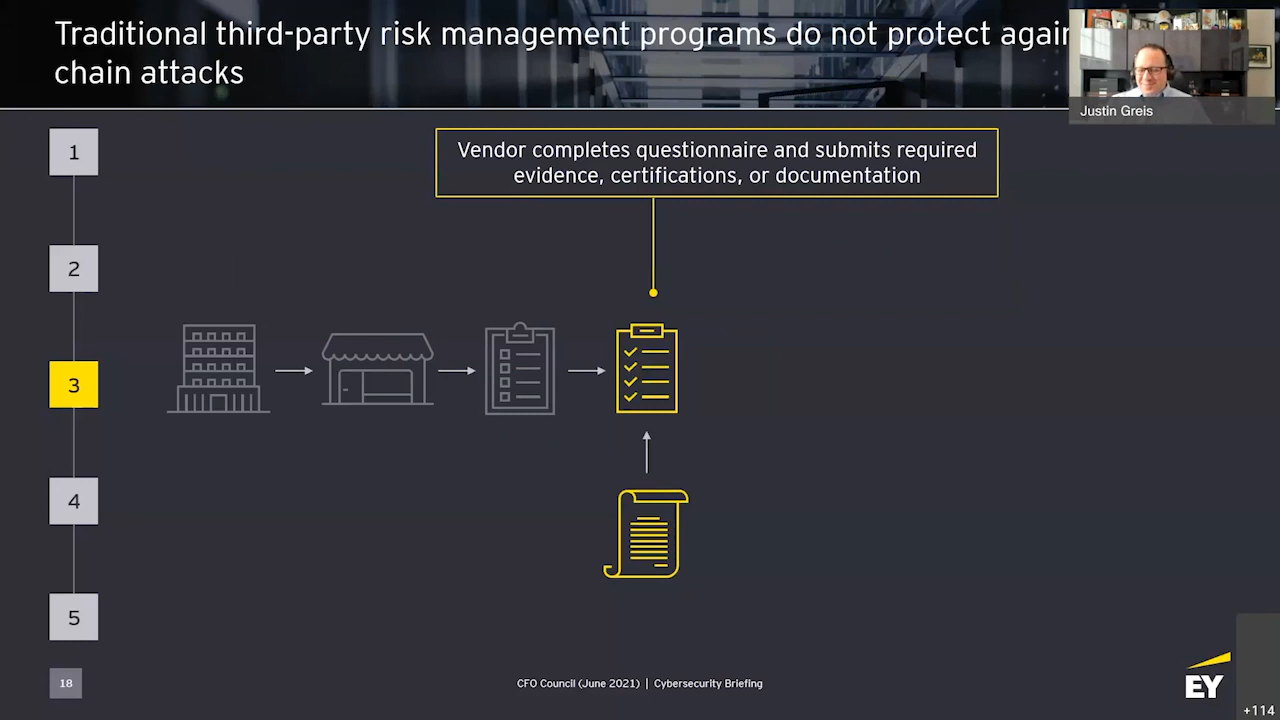 Traditional third-party risk management programs do not protect
chain attacks
Justin Greis
1
Vendor completes questionnaire and submits required
evidence, certifications, or documentation
2
3
4
5
18
CFO Council (June 2021) | Cybersecurity Briefing
EY
+114